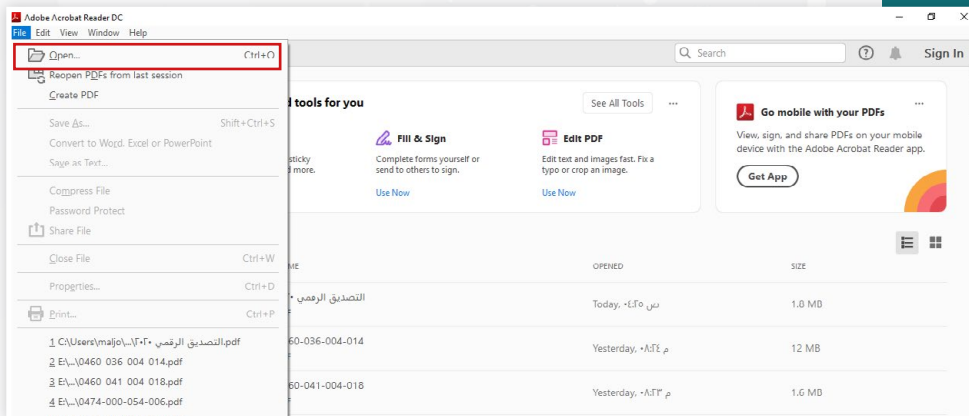 Adobe Acrobat Reader DC
File Edit View Window Help
Open... Ctrl+O
Search
Sign In
Reopen PDFs from last session
Create PDF
Save As... Shift+Ctrl+S
Convert to Word, Excel or PowerPoint
Save as Text...
Compress File
Password Protect
Share File
Close File Ctrl+W
Properties... Ctrl+D
Print... Ctrl+P
1 C:\Users\maljo\...\التصديق الرقمي ٢٠٢٠.pdf
2 E:\...\0460 036 004 014.pdf
3 E:\...\0460 041 004 018.pdf
4 E:\...\0474-000-054-006.pdf
d tools for you
See All Tools ...
sticky
d more.
Fill & Sign
Complete forms yourself or
send to others to sign.
Use Now
Edit PDF
Edit text and images fast. Fix a
typo or crop an image.
Use Now
Go mobile with your PDFs ...
View, sign, and share PDFs on your mobile
device with the Adobe Acrobat Reader app.
Get App
ME OPENED SIZE
التصديق الرقمي
Today, ٠٤:٢٥ ص 1.8 MB
60-036-004-014
Yesterday, ٠٨:٢٤ م 12 MB
60-041-004-018
Yesterday, ٠٨:٢٣ م 1.6 MB